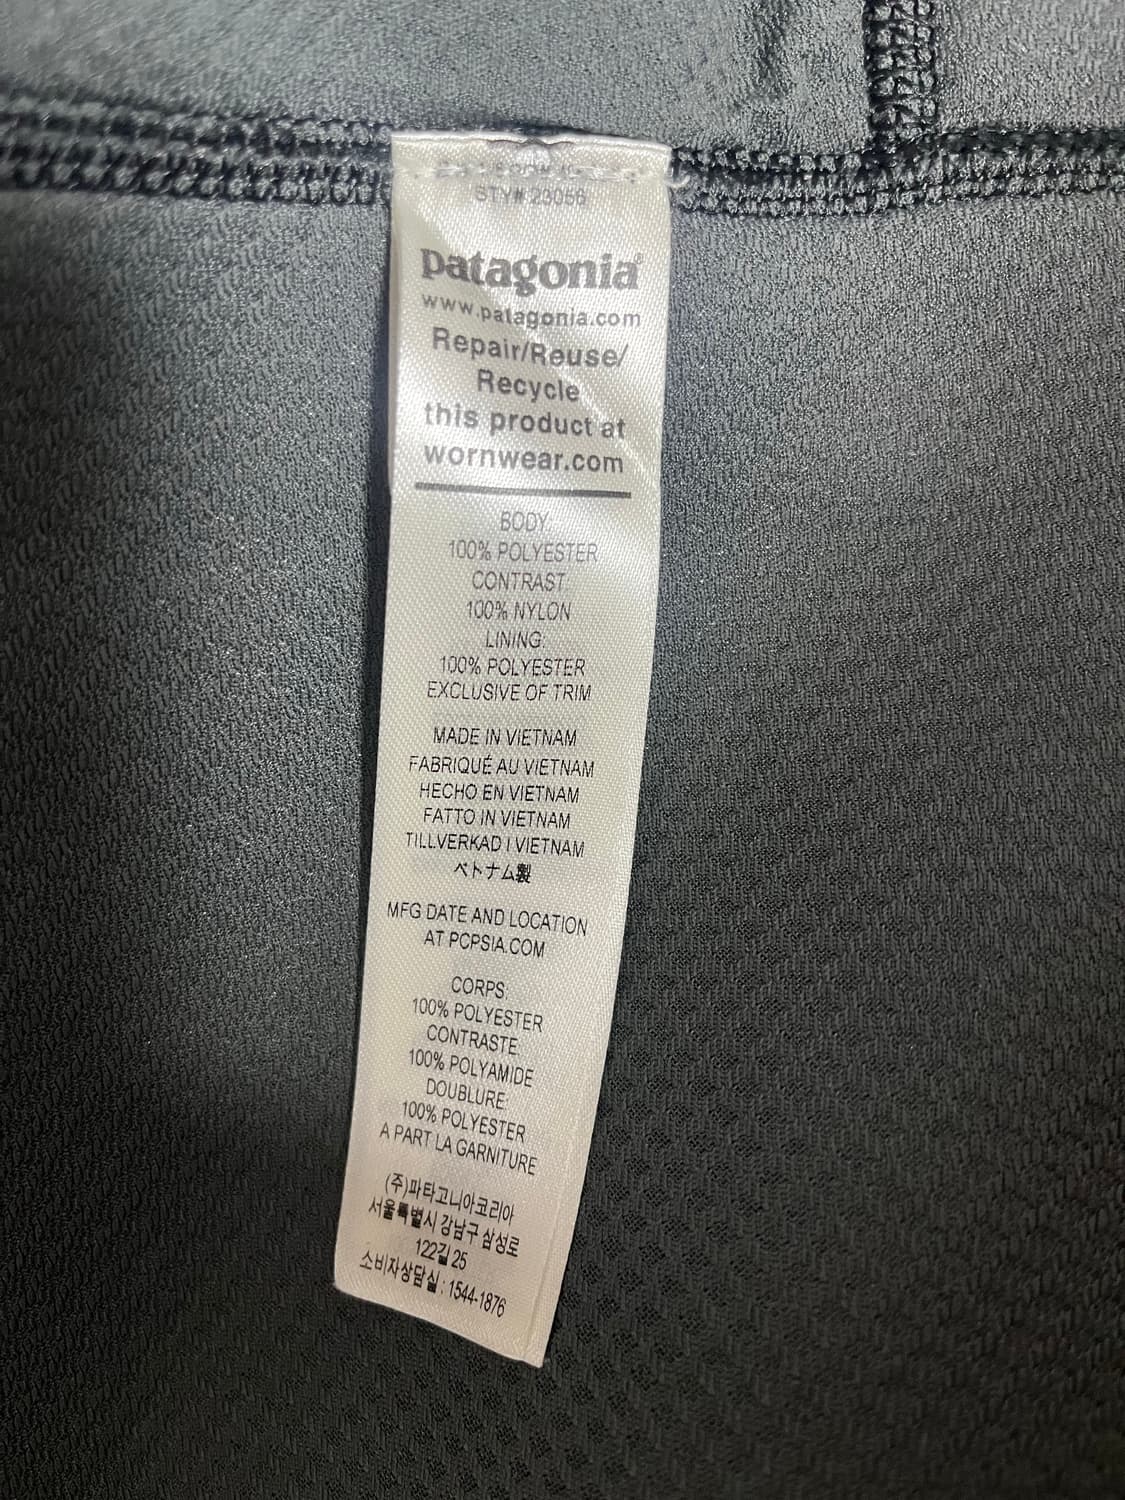 STY# 23056
patagonia®
www.patagonia.com
Repair/Reuse/
Recycle
this product at
wornwear.com
BODY:
100% POLYESTER
CONTRAST:
100% NYLON
LINING:
100% POLYESTER
EXCLUSIVE OF TRIM
MADE IN VIETNAM
FABRIQUÉ AU VIETNAM
HECHO EN VIETNAM
FATTO IN VIETNAM
TILLVERKAD I VIETNAM
ベトナム製
MFG DATE AND LOCATION
AT PCPSIA.COM
CORPS:
100% POLYESTER
CONTRASTE:
100% POLYAMIDE
DOUBLURE:
100% POLYESTER
A PART LA GARNITURE
(주)파타고니아코리아
서울특별시 강남구 삼성로
122길 25
소비자상담실 : 1544-1876